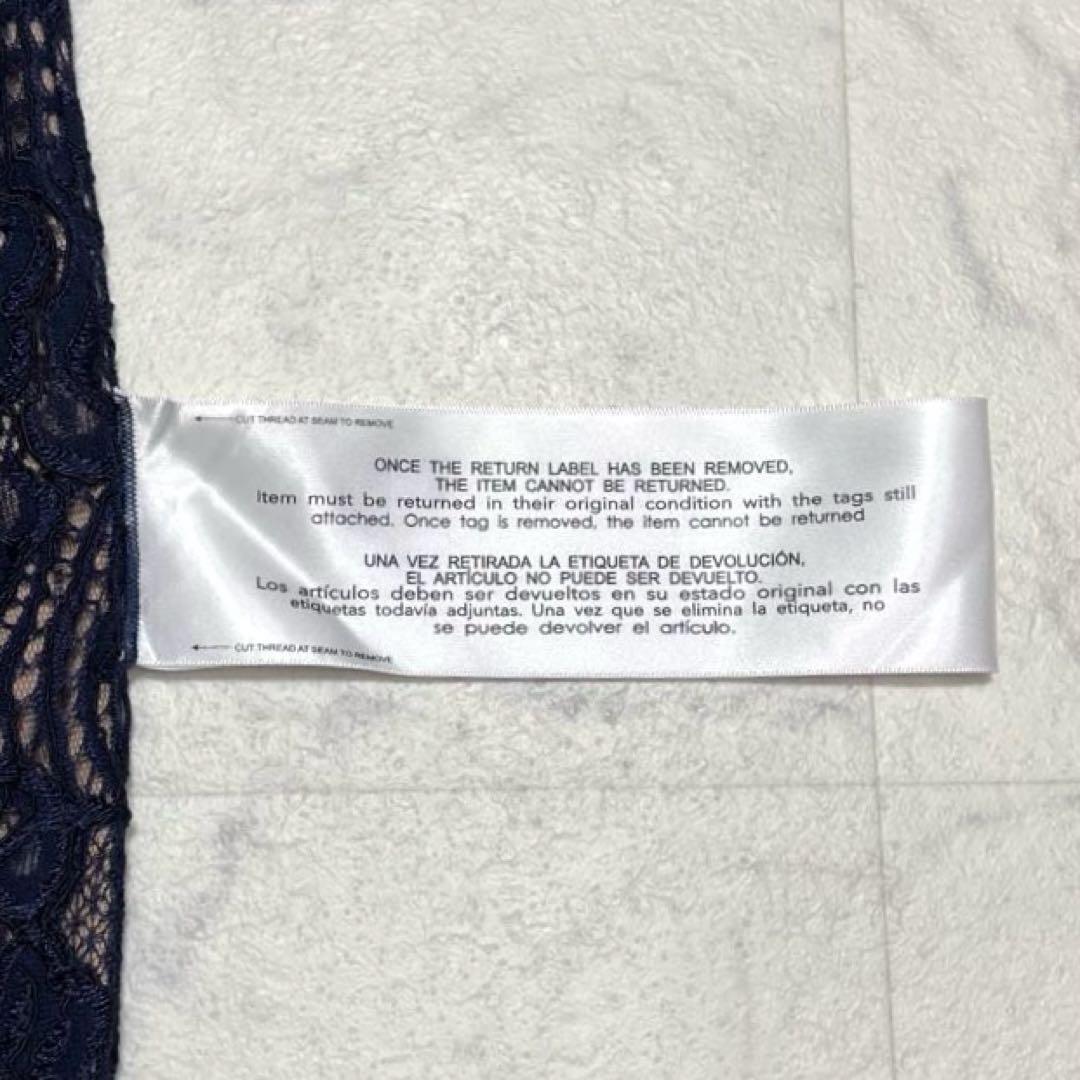 CUT THREAD AT SEAM TO REMOVE
ONCE THE RETURN LABEL HAS BEEN REMOVED,
THE ITEM CANNOT BE RETURNED.
Item must be returned in their original condition with the tags still
attached. Once tag is removed, the item cannot be returned
UNA VEZ RETIRADA LA ETIQUETA DE DEVOLUCIÓN,
EL ARTÍCULO NO PUEDE SER DEVUELTO.
Los artículos deben ser devueltos en su estado original con las
etiquetas todavía adjuntas. Una vez que se elimina la etiqueta, no
se puede devolver el artículo.
CUT THREAD AT SEAM TO REMOVE